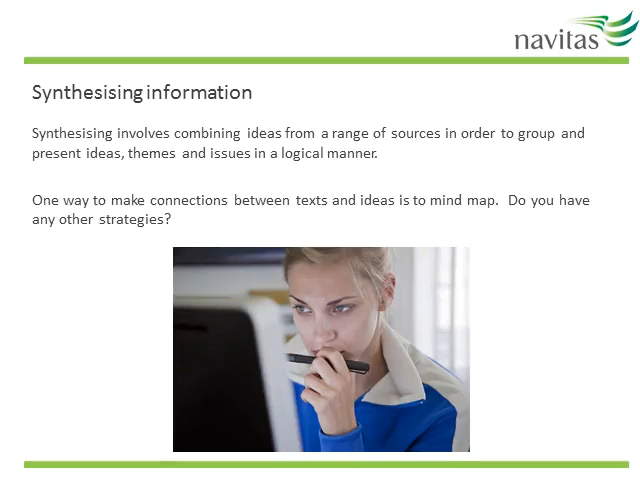 navitas
Synthesising information
Synthesising involves combining ideas from a range of sources in order to group and
present ideas, themes and issues in a logical manner.
One way to make connections between texts and ideas is to mind map. Do you have
any other strategies?